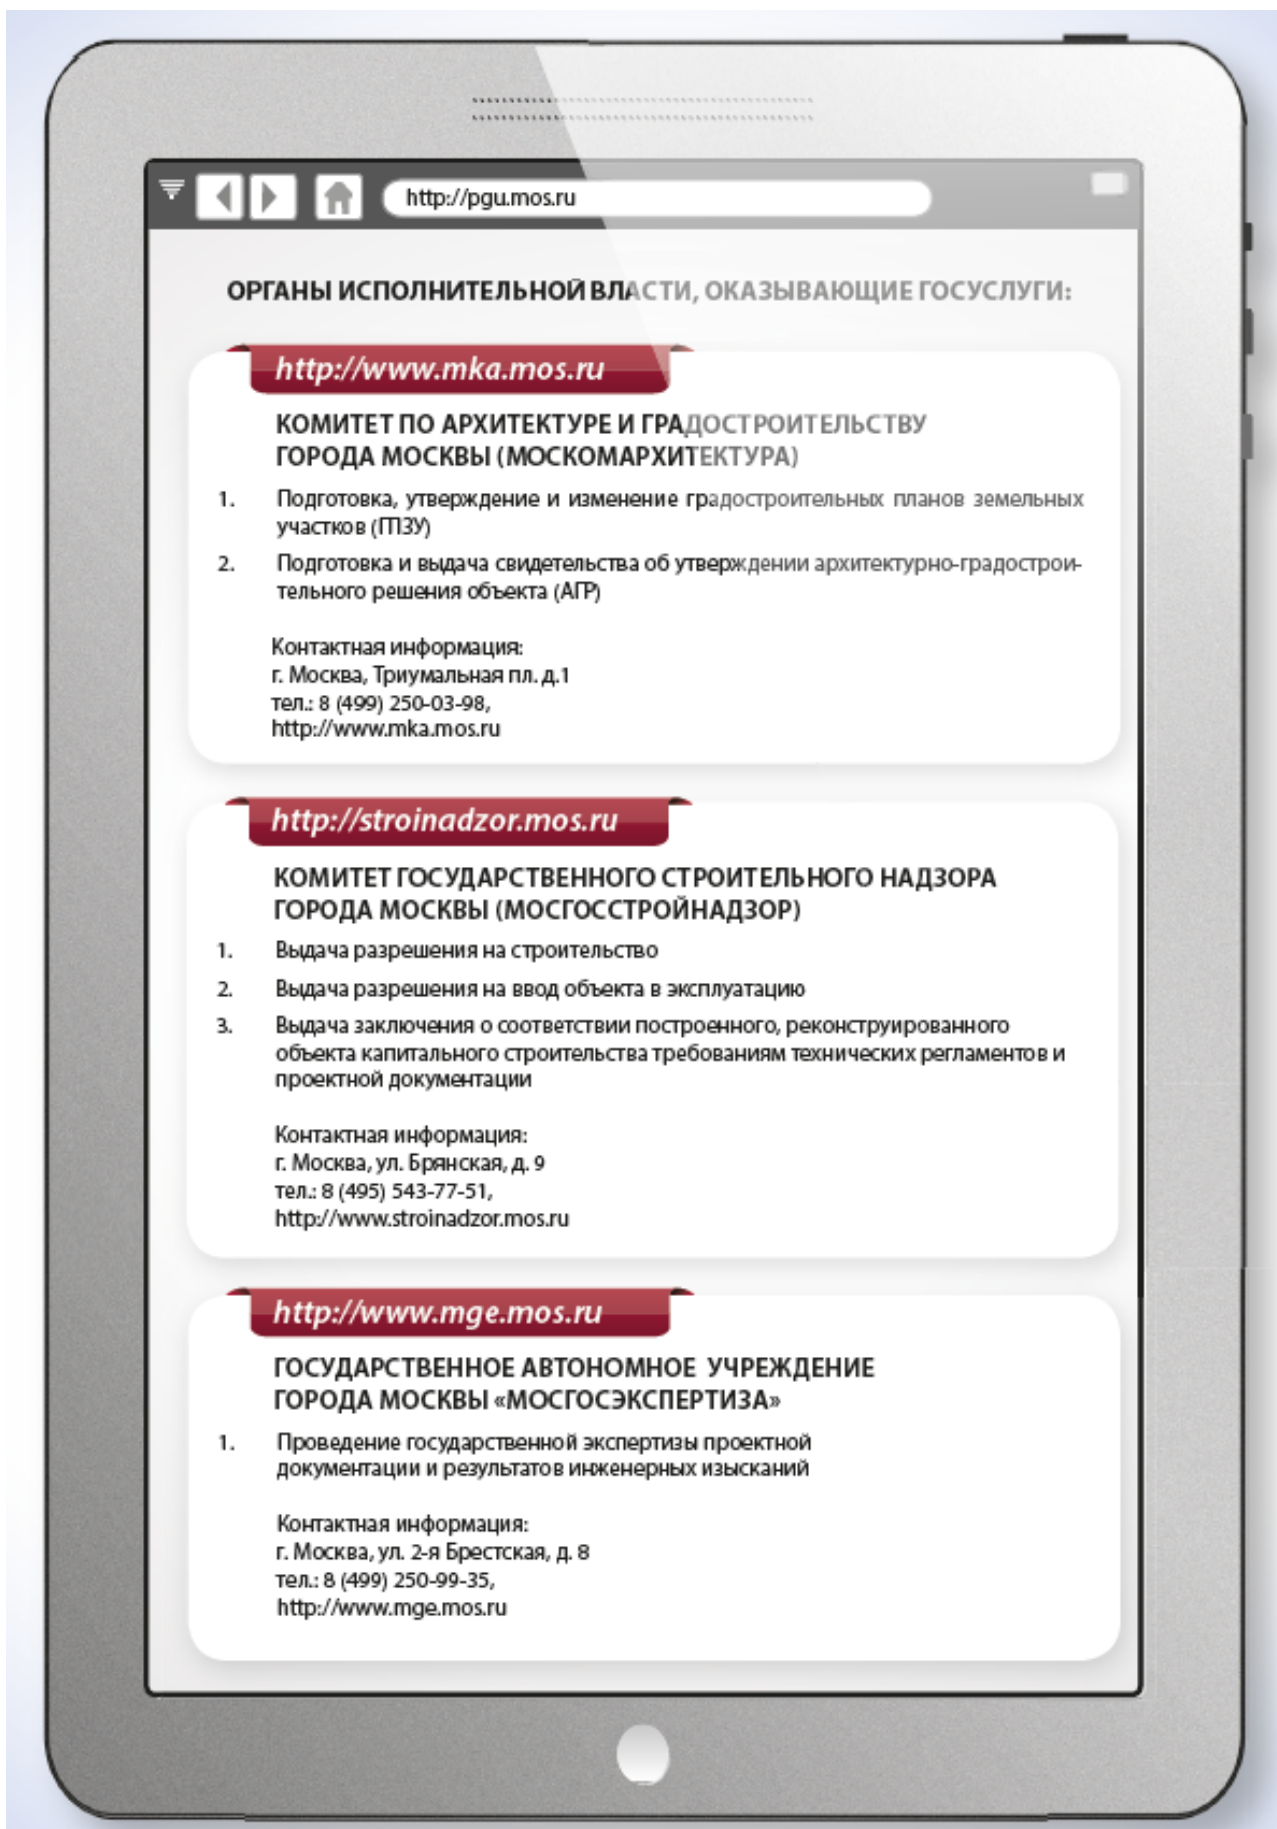 http://pgu.mos.ru
ОРГАНЫ ИСПОЛНИТЕЛЬНОЙ ВЛАСТИ, ОКАЗЫВАЮЩИЕ ГОСУСЛУГИ:
http://www.mka.mos.ru
КОМИТЕТ ПО АРХИТЕКТУРЕ И ГРАДОСТРОИТЕЛЬСТВУ
ГОРОДА МОСКВЫ (МОСКОМАРХИТЕКТУРА)
1. Подготовка, утверждение и изменение градостроительных планов земельных
участков (ГПЗУ)
2. Подготовка и выдача свидетельства об утверждении архитектурно-градострои-
тельного решения объекта (АГР)
Контактная информация:
г. Москва, Триумальная пл. д.1
тел.: 8 (499) 250-03-98,
http://www.mka.mos.ru
http://stroinadzor.mos.ru
КОМИТЕТ ГОСУДАРСТВЕННОГО СТРОИТЕЛЬНОГО НАДЗОРА
ГОРОДА МОСКВЫ (МОСГОССТРОЙНАДЗОР)
1. Выдача разрешения на строительство
2. Выдача разрешения на ввод объекта в эксплуатацию
3. Выдача заключения о соответствии построенного, реконструированного
объекта капитального строительства требованиям технических регламентов и
проектной документации
Контактная информация:
г. Москва, ул. Брянская, д. 9
тел.: 8 (495) 543-77-51,
http://www.stroinadzor.mos.ru
http://www.mge.mos.ru
ГОСУДАРСТВЕННОЕ АВТОНОМНОЕ УЧРЕЖДЕНИЕ
ГОРОДА МОСКВЫ «МОСГОСЭКСПЕРТИЗА»
1. Проведение государственной экспертизы проектной
документации и результатов инженерных изысканий
Контактная информация:
г. Москва, ул. 2-я Брестская, д. 8
тел.: 8 (499) 250-99-35,
http://www.mge.mos.ru